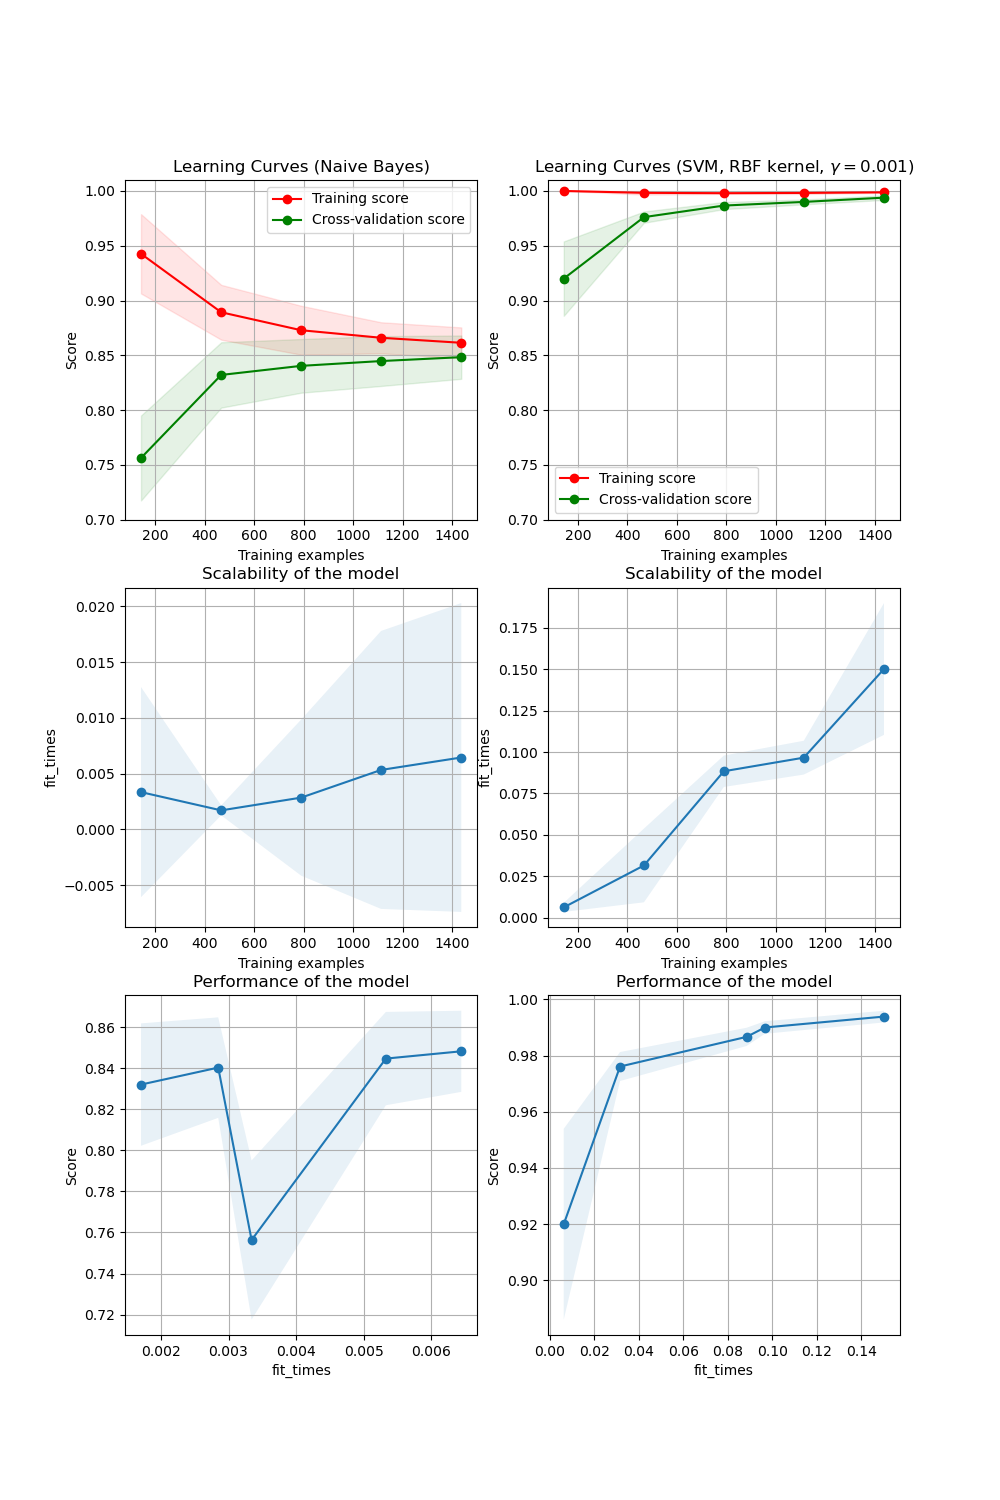 Learning Curves (Naive Bayes)
1.00
0.95
0.90
0.85
0.80
0.75
0.70
Score
Training score
Cross-validation score
200 400 600 800 1000 1200 1400
Training examples
Learning Curves (SVM, RBF kernel, γ = 0.001)
1.00
0.95
0.90
0.85
0.80
0.75
0.70
Score
Training score
Cross-validation score
200 400 600 800 1000 1200 1400
Training examples
Scalability of the model
0.020
0.015
0.010
0.005
0.000
−0.005
fit_times
200 400 600 800 1000 1200 1400
Training examples
Scalability of the model
0.175
0.150
0.125
0.100
0.075
0.050
0.025
0.000
fit_times
200 400 600 800 1000 1200 1400
Training examples
Performance of the model
0.86
0.84
0.82
0.80
0.78
0.76
0.74
0.72
Score
0.002 0.003 0.004 0.005 0.006
fit_times
Performance of the model
1.00
0.98
0.96
0.94
0.92
0.90
Score
0.00 0.02 0.04 0.06 0.08 0.10 0.12 0.14
fit_times